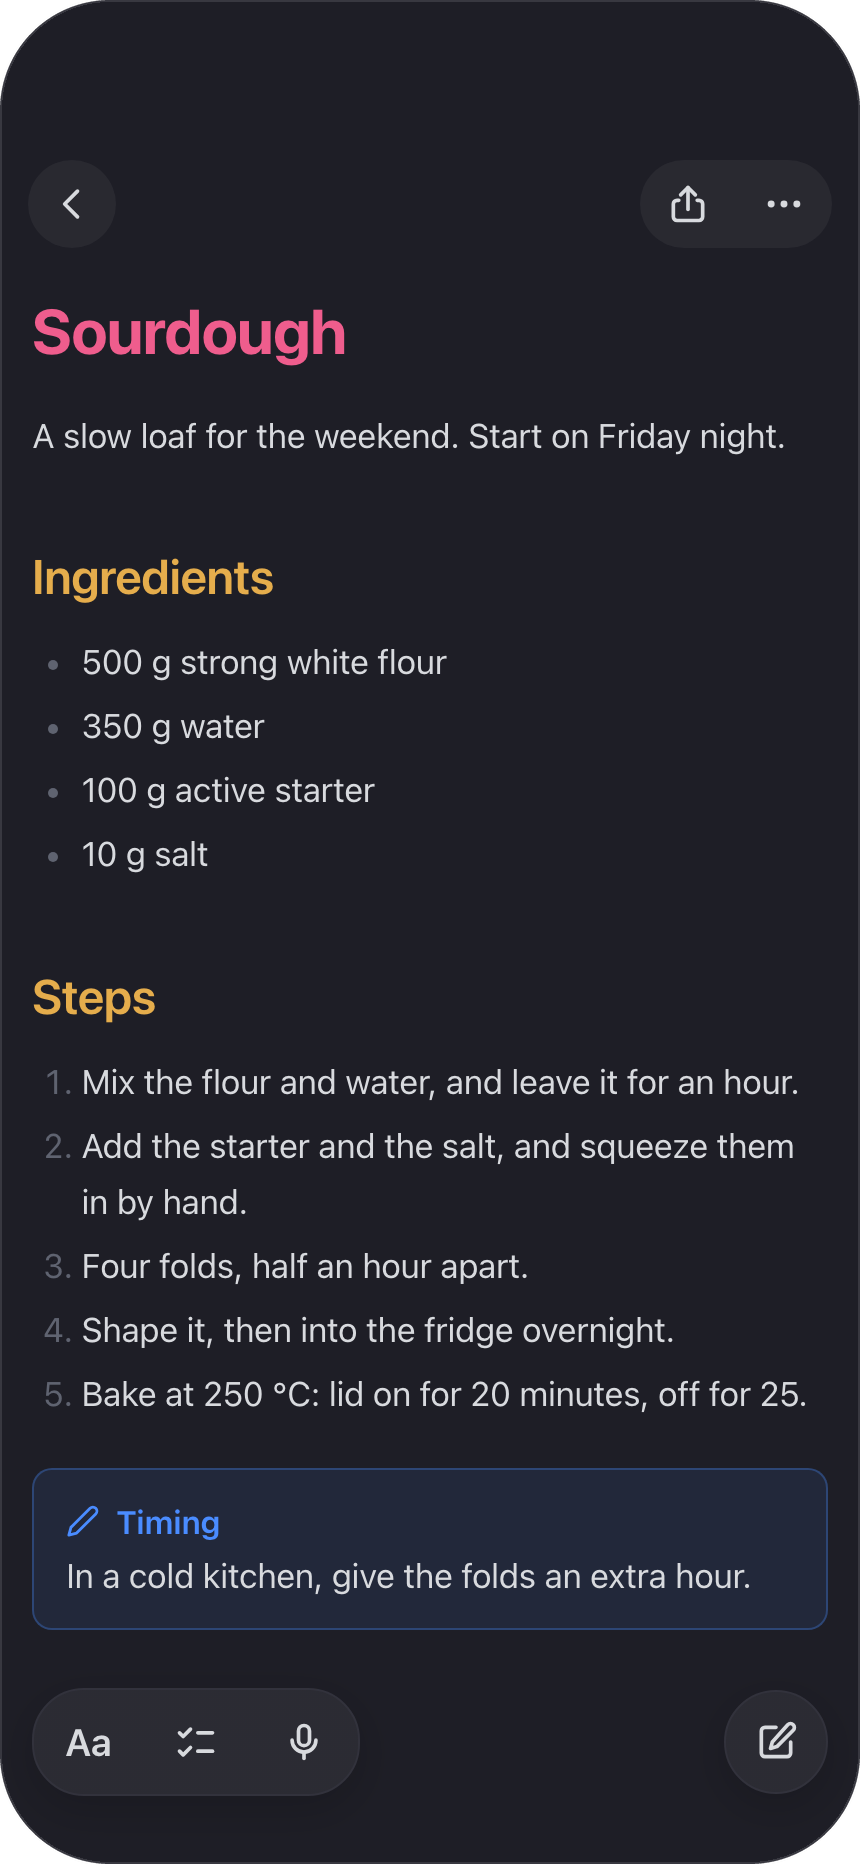 Sourdough
A slow loaf for the weekend. Start on Friday night.
Ingredients
• 500 g strong white flour
• 350 g water
• 100 g active starter
• 10 g salt
Steps
1. Mix the flour and water, and leave it for an hour.
2. Add the starter and the salt, and squeeze them
in by hand.
3. Four folds, half an hour apart.
4. Shape it, then into the fridge overnight.
5. Bake at 250 °C: lid on for 20 minutes, off for 25.
Timing
In a cold kitchen, give the folds an extra hour.
Aa